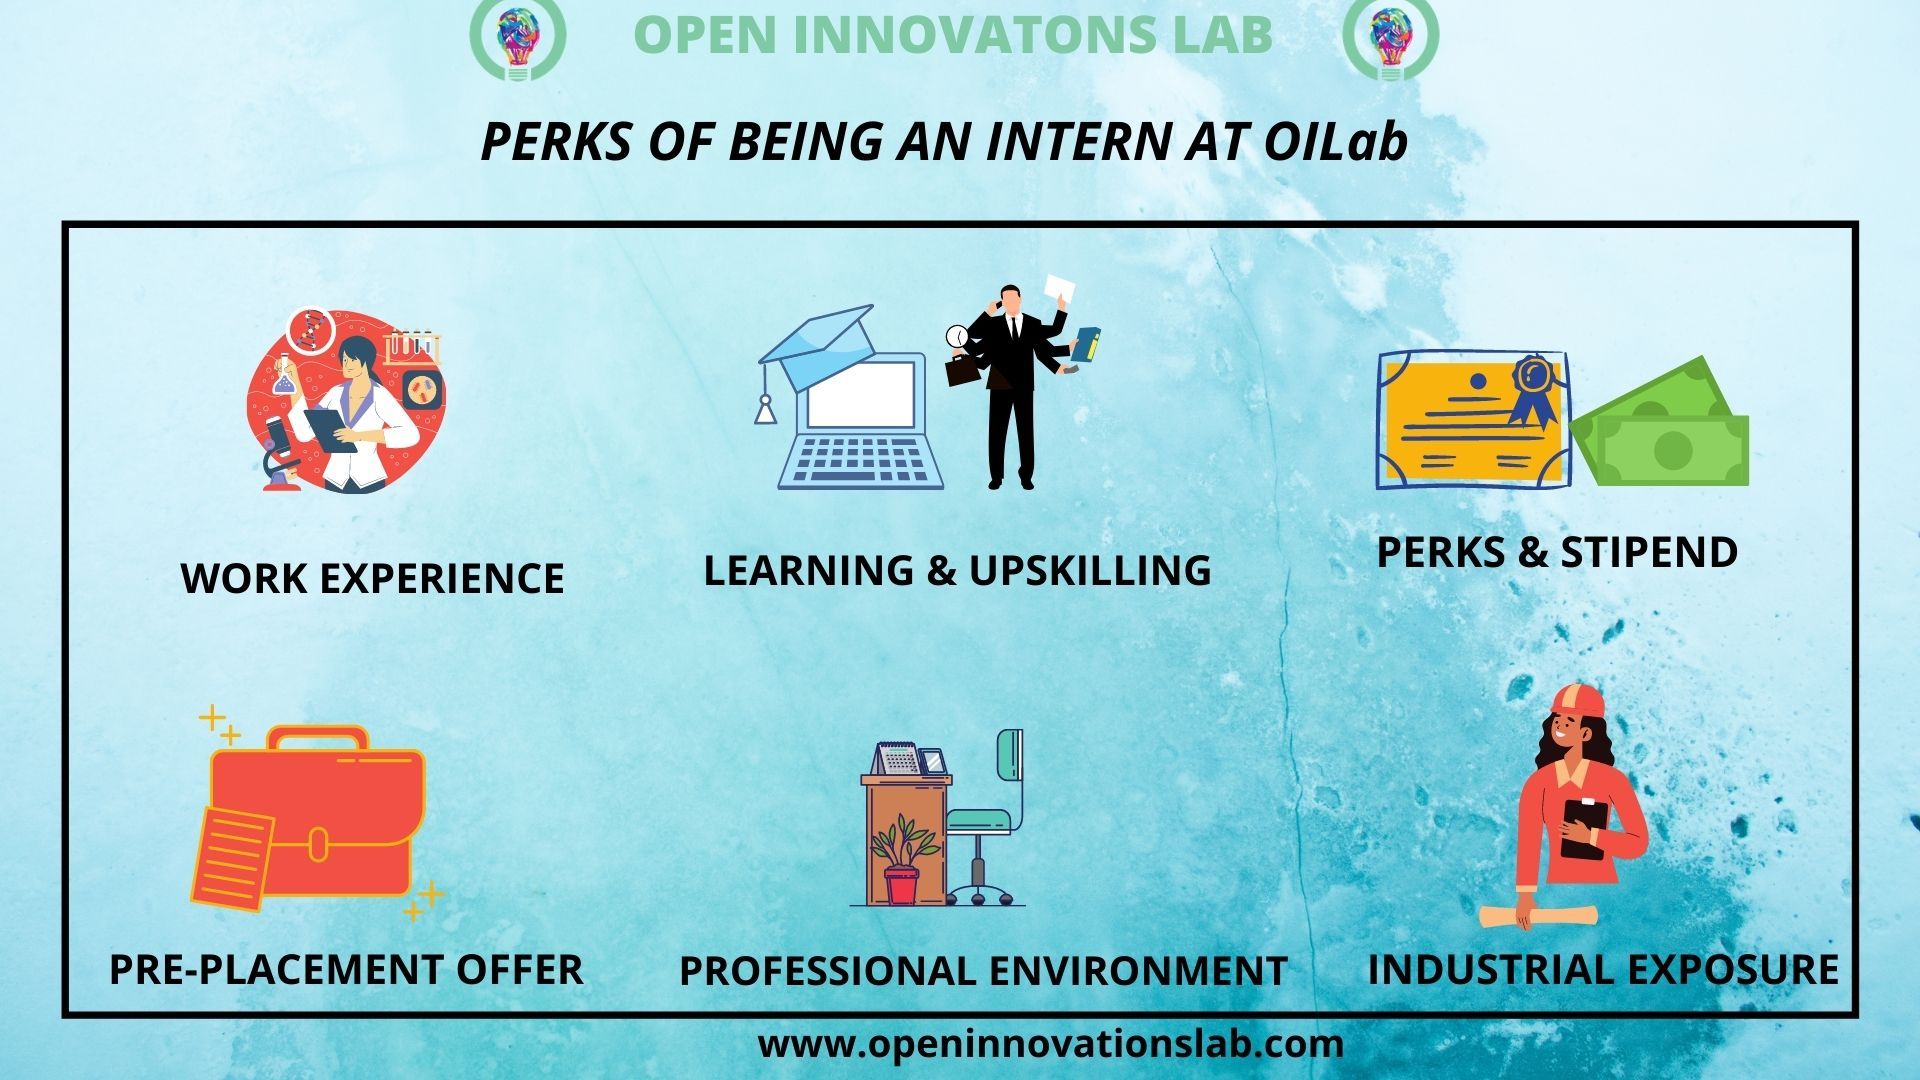 OPEN INNOVATONS LAB
PERKS OF BEING AN INTERN AT OILab
WORK EXPERIENCE
LEARNING & UPSKILLING
PERKS & STIPEND
PRE-PLACEMENT OFFER
PROFESSIONAL ENVIRONMENT
INDUSTRIAL EXPOSURE
www.openinnovationslab.com